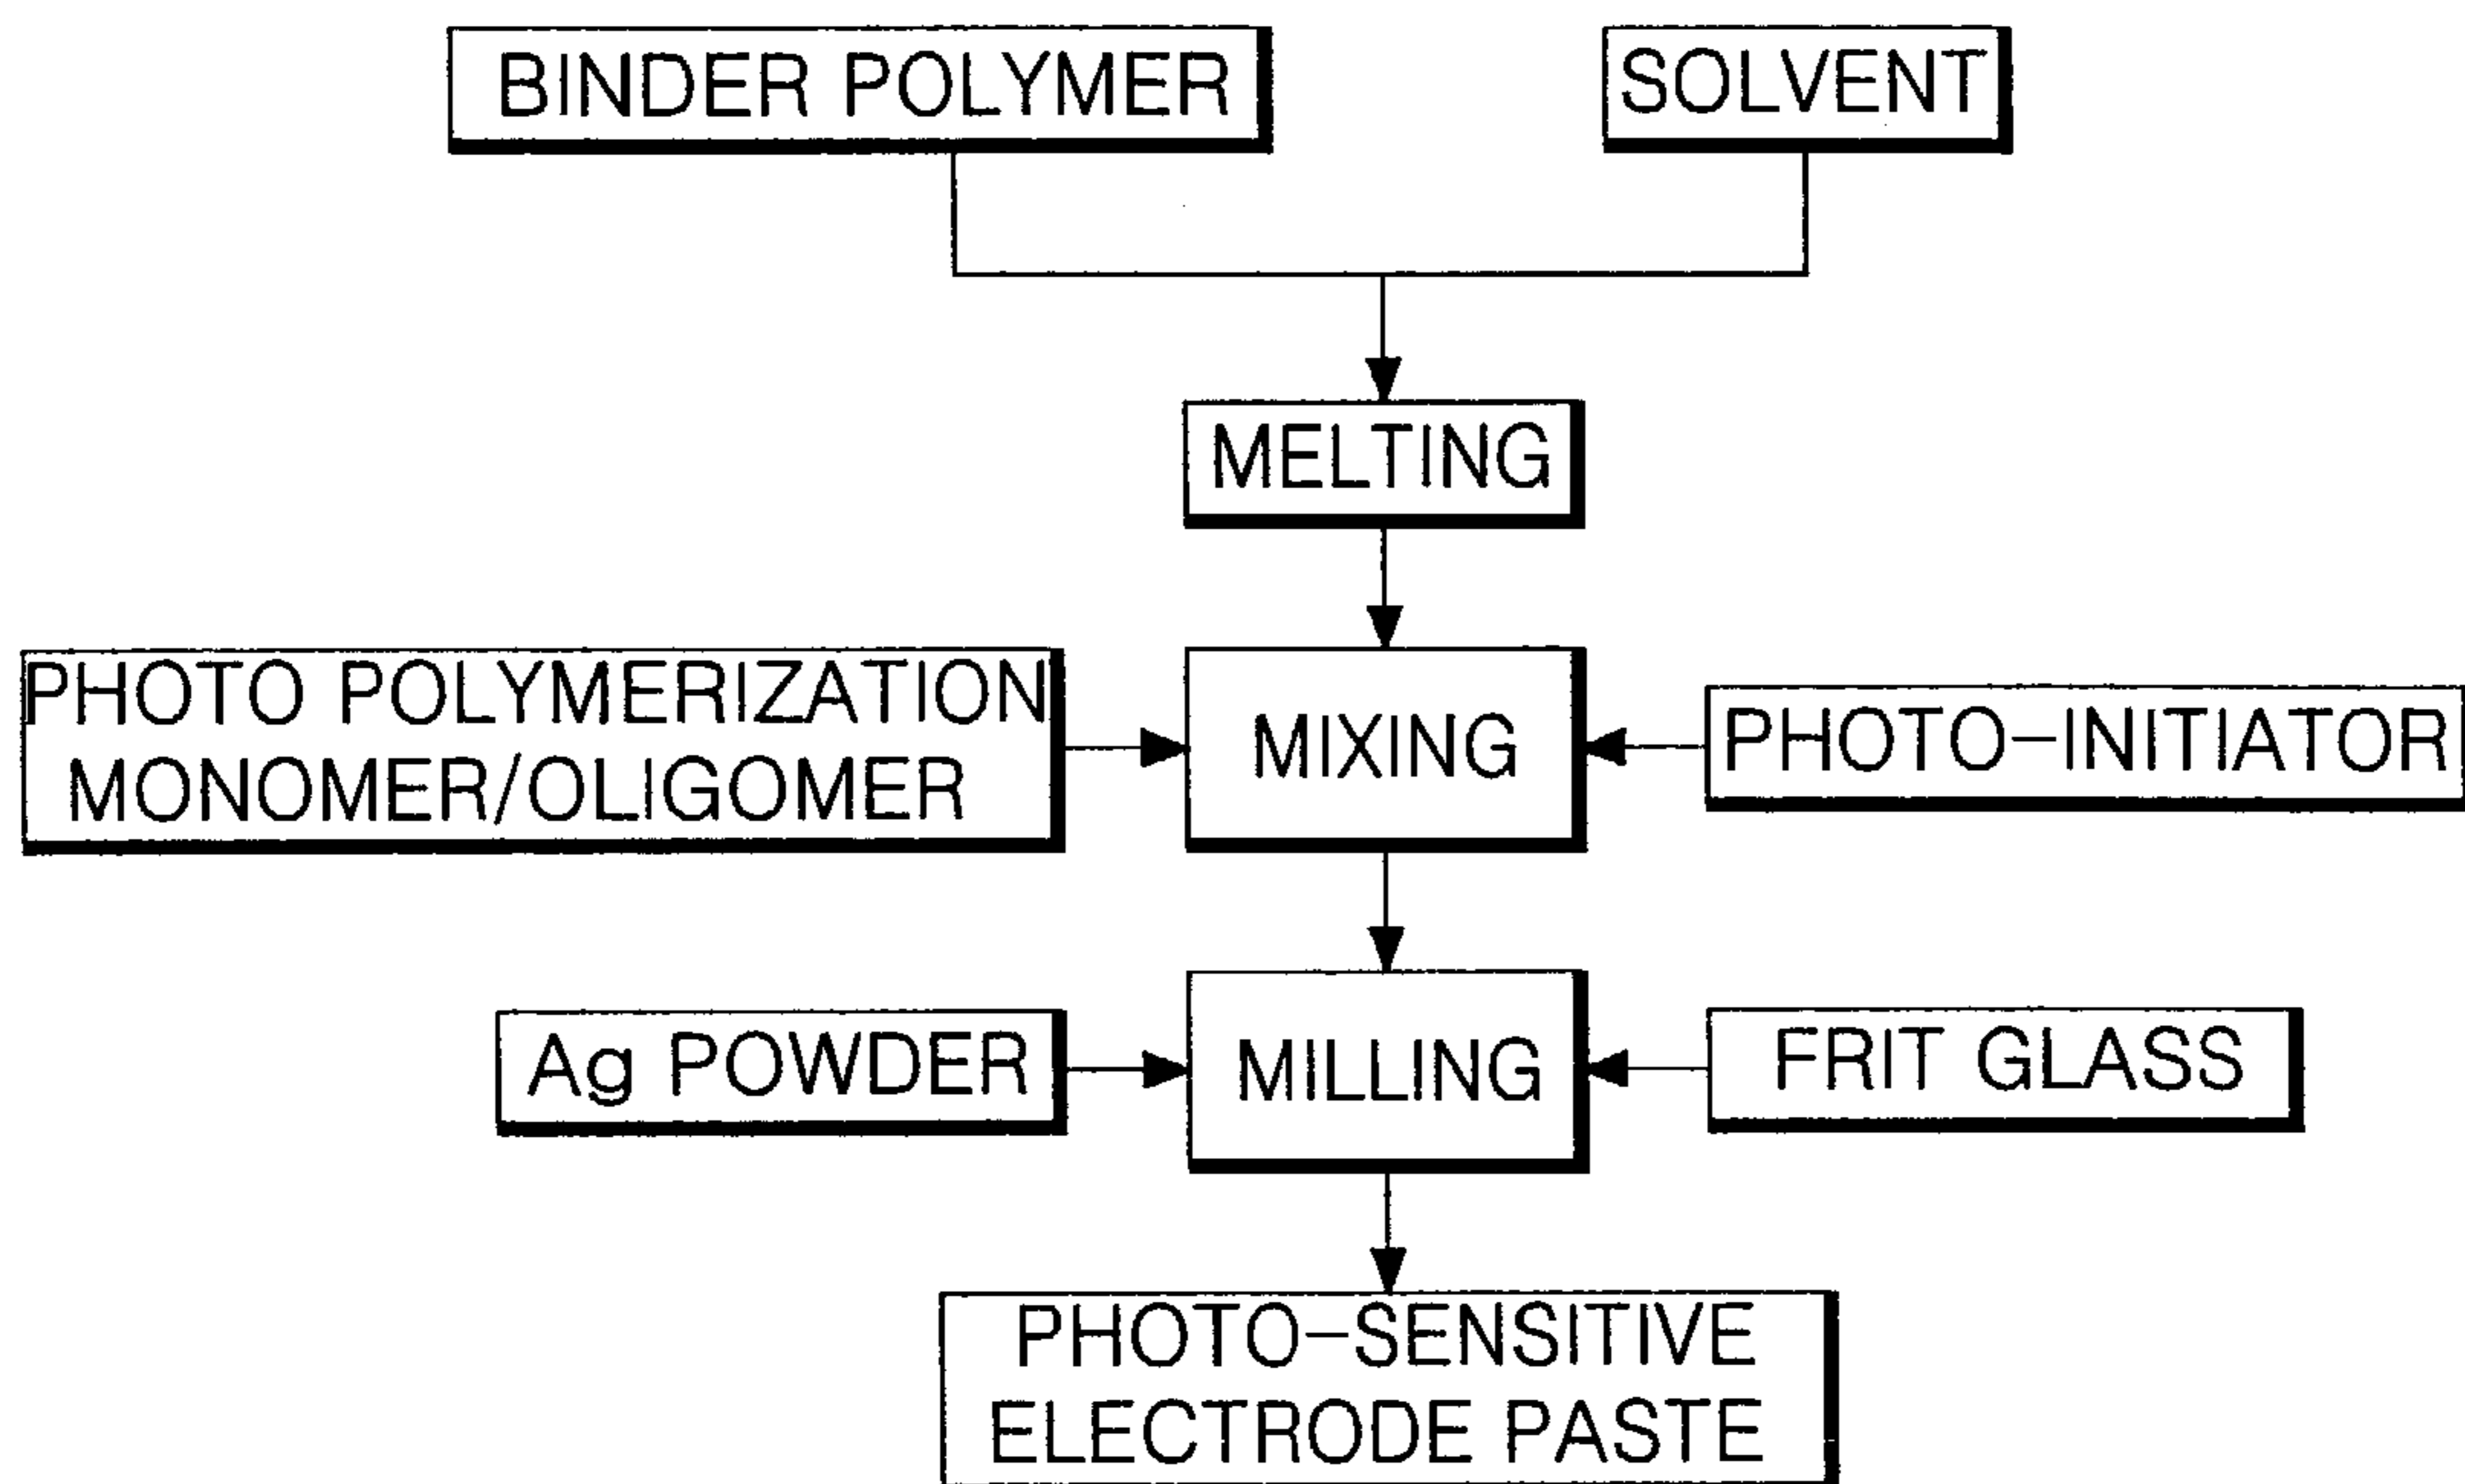 BINDER POLYMER
SOLVENT
MELTING
PHOTO POLYMERIZATION
MONOMER/OLIGOMER
MIXING
PHOTO-INITIATOR
Ag POWDER
MILLING
FRIT GLASS
PHOTO-SENSITIVE
ELECTRODE PASTE